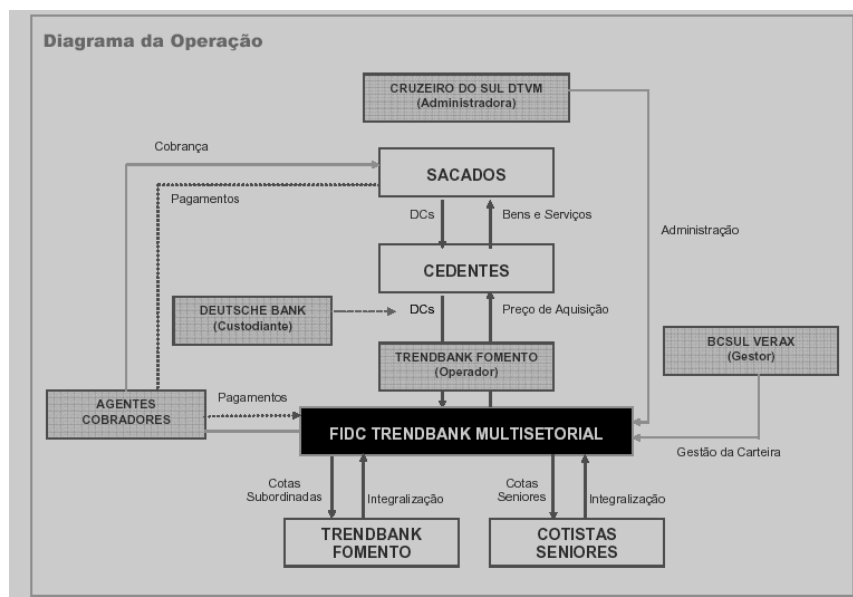 Diagrama da Operação
CRUZEIRO DO SUL DTVM
(Administradora)
Cobrança
SACADOS
Pagamentos
DCs
Bens e Serviços
Administração
CEDENTES
DEUTSCHE BANK
(Custodiante)
DCs
Preço de Aquisição
TRENDBANK FOMENTO
(Operador)
BCSUL VERAX
(Gestor)
AGENTES
COBRADORES
Pagamentos
FIDC TRENDBANK MULTISETORIAL
Gestão da Carteira
Cotas
Subordinadas
Integralização
Cotas
Seniores
Integralização
TRENDBANK
FOMENTO
COTISTAS
SENIORES